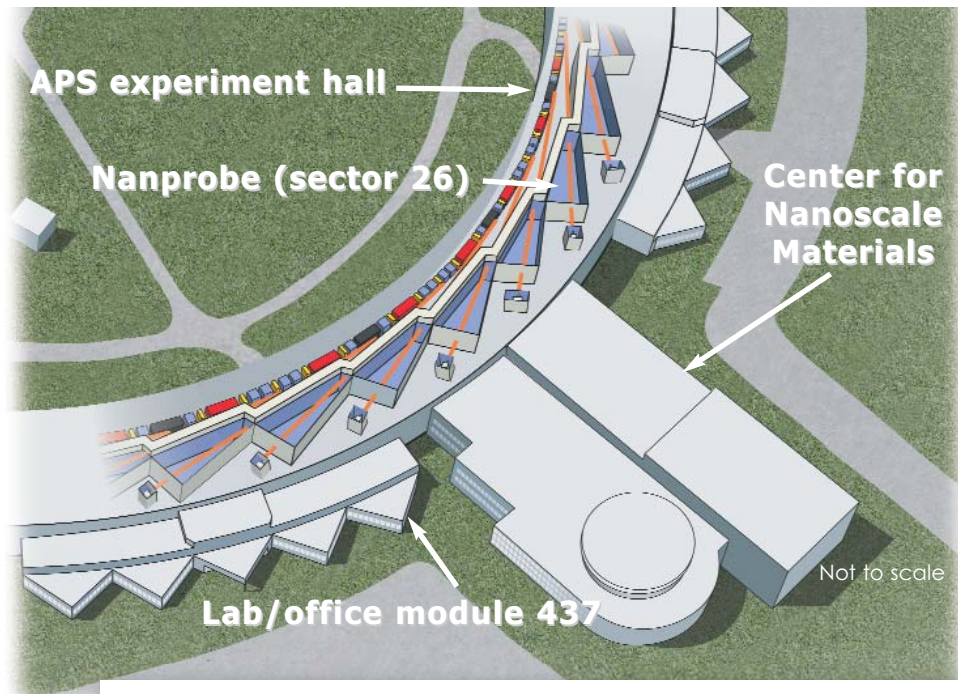 APS experiment hall
Nanprobe (sector 26)
Center for
Nanoscale
Materials
Not to scale
Lab/office module 437